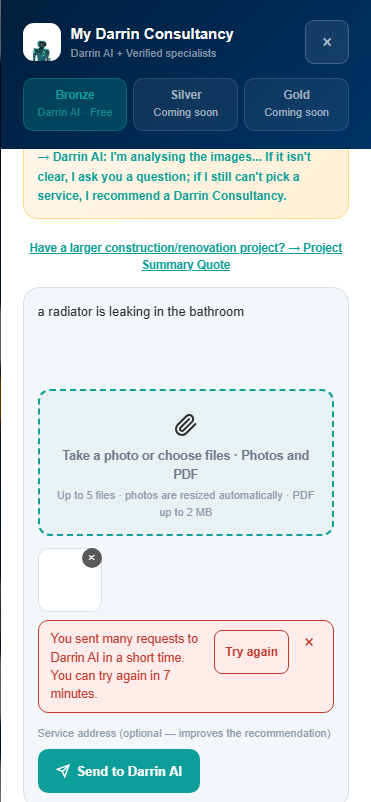 My Darrin Consultancy
Darrin AI + Verified specialists
×
Bronze
Darrin AI · Free
Silver
Coming soon
Gold
Coming soon
→ Darrin AI: I'm analysing the images... If it isn't
clear, I ask you a question; if I still can't pick a
service, I recommend a Darrin Consultancy.
Have a larger construction/renovation project? → Project
Summary Quote
a radiator is leaking in the bathroom
Take a photo or choose files · Photos and
PDF
Up to 5 files · photos are resized automatically · PDF
up to 2 MB
×
You sent many requests to
Darrin AI in a short time.
You can try again in 7
minutes.
Try again
×
Service address (optional — improves the recommendation)
Send to Darrin AI